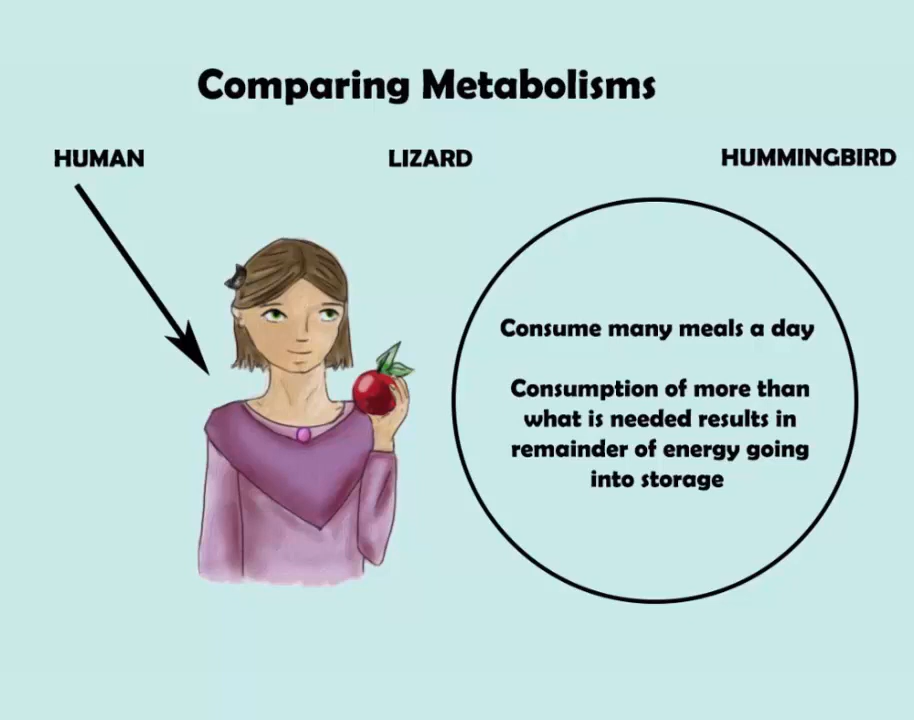 Comparing Metabolisms
HUMAN
LIZARD
HUMMINGBIRD
Consume many meals a day
Consumption of more than
what is needed results in
remainder of energy going
into storage